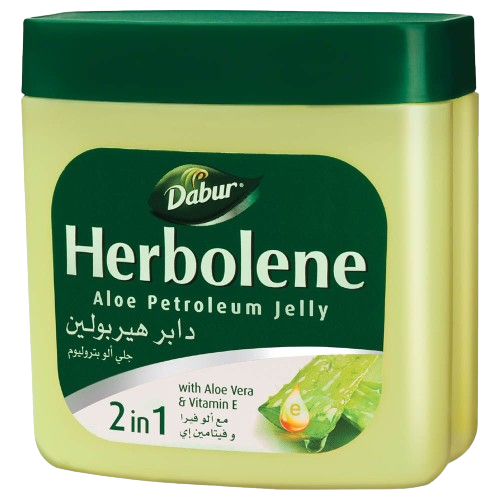 Dabur
Herbolene
Aloe Petroleum Jelly
دابر هيربولين
جلي ألو بتروليوم
2 in 1
with Aloe Vera
& Vitamin E
مع ألو فيرا
و فيتامين إي
e